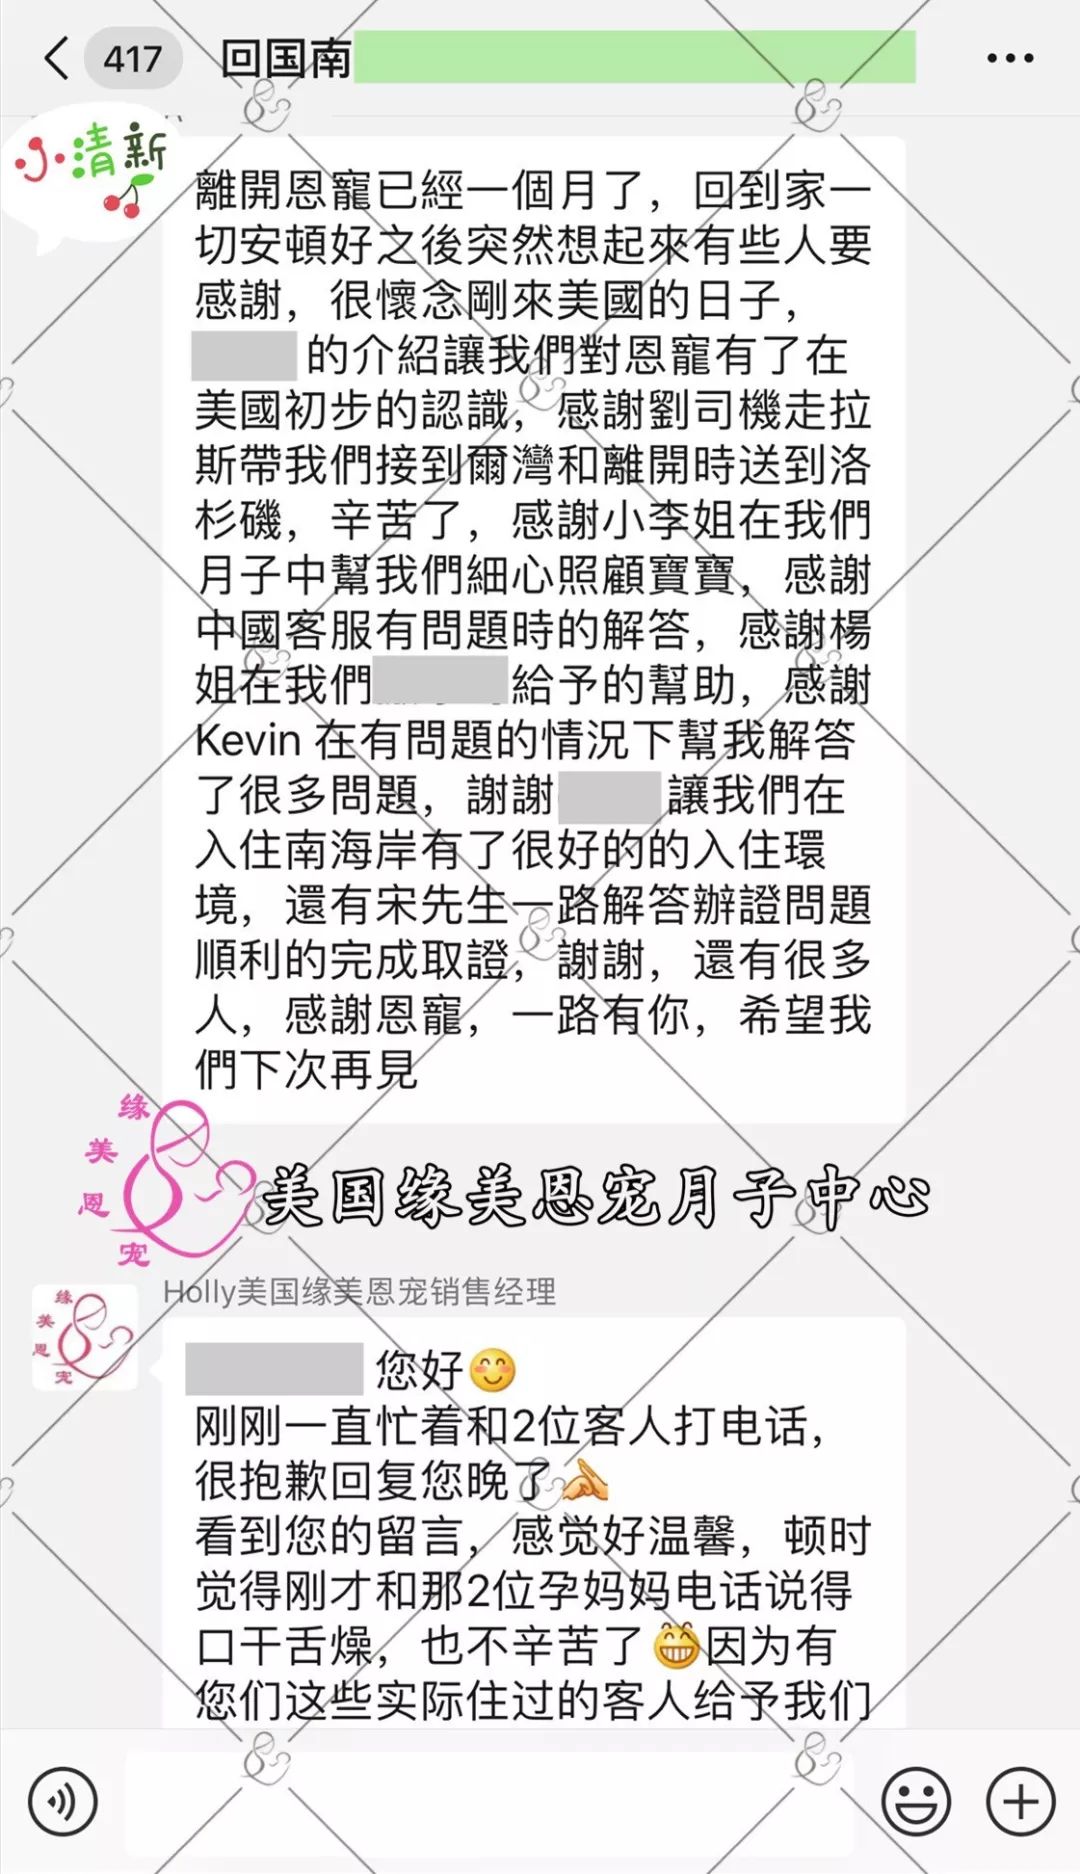 417 回国南
小清新
離開恩寵已經一個月了，回到家一
切安頓好之後突然想起來有些人要
感謝，很懷念剛來美國的日子，
的介紹讓我們對恩寵有了在
美國初步的認識，感謝劉司機走拉
斯帶我們接到爾灣和離開時送到洛
杉磯，辛苦了，感謝小李姐在我們
月子中幫我們細心照顧寶寶，感謝
中國客服有問題時的解答，感謝楊
姐在我們給予的幫助，感謝
Kevin 在有問題的情況下幫我解答
了很多問題，謝謝讓我們在
入住南海岸有了很好的的入住環
境，還有宋先生一路解答辦證問題
順利的完成取證，謝謝，還有很多
人，感謝恩寵，一路有你，希望我
們下次再見
缘美恩宠
美国缘美恩宠月子中心
Holly美国缘美恩宠销售经理
缘美恩宠
您好
刚刚一直忙着和2位客人打电话，
很抱歉回复您晚了
看到您的留言，感觉好温馨，顿时
觉得刚才和那2位孕妈妈电话说得
口干舌燥，也不辛苦了因为有
您们这些实际住过的客人给予我们